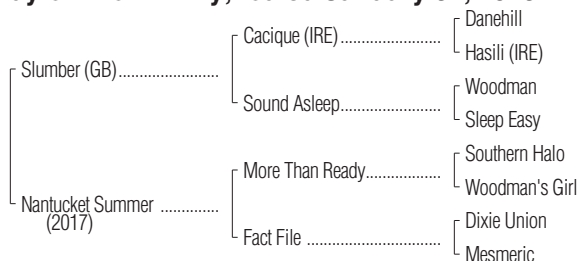 Cacique (IRE)
Danehill
Hasili (IRE)
Slumber (GB)
Sound Asleep
Woodman
Sleep Easy
More Than Ready
Southern Halo
Woodman's Girl
Nantucket Summer
(2017)
Fact File
Dixie Union
Mesmeric